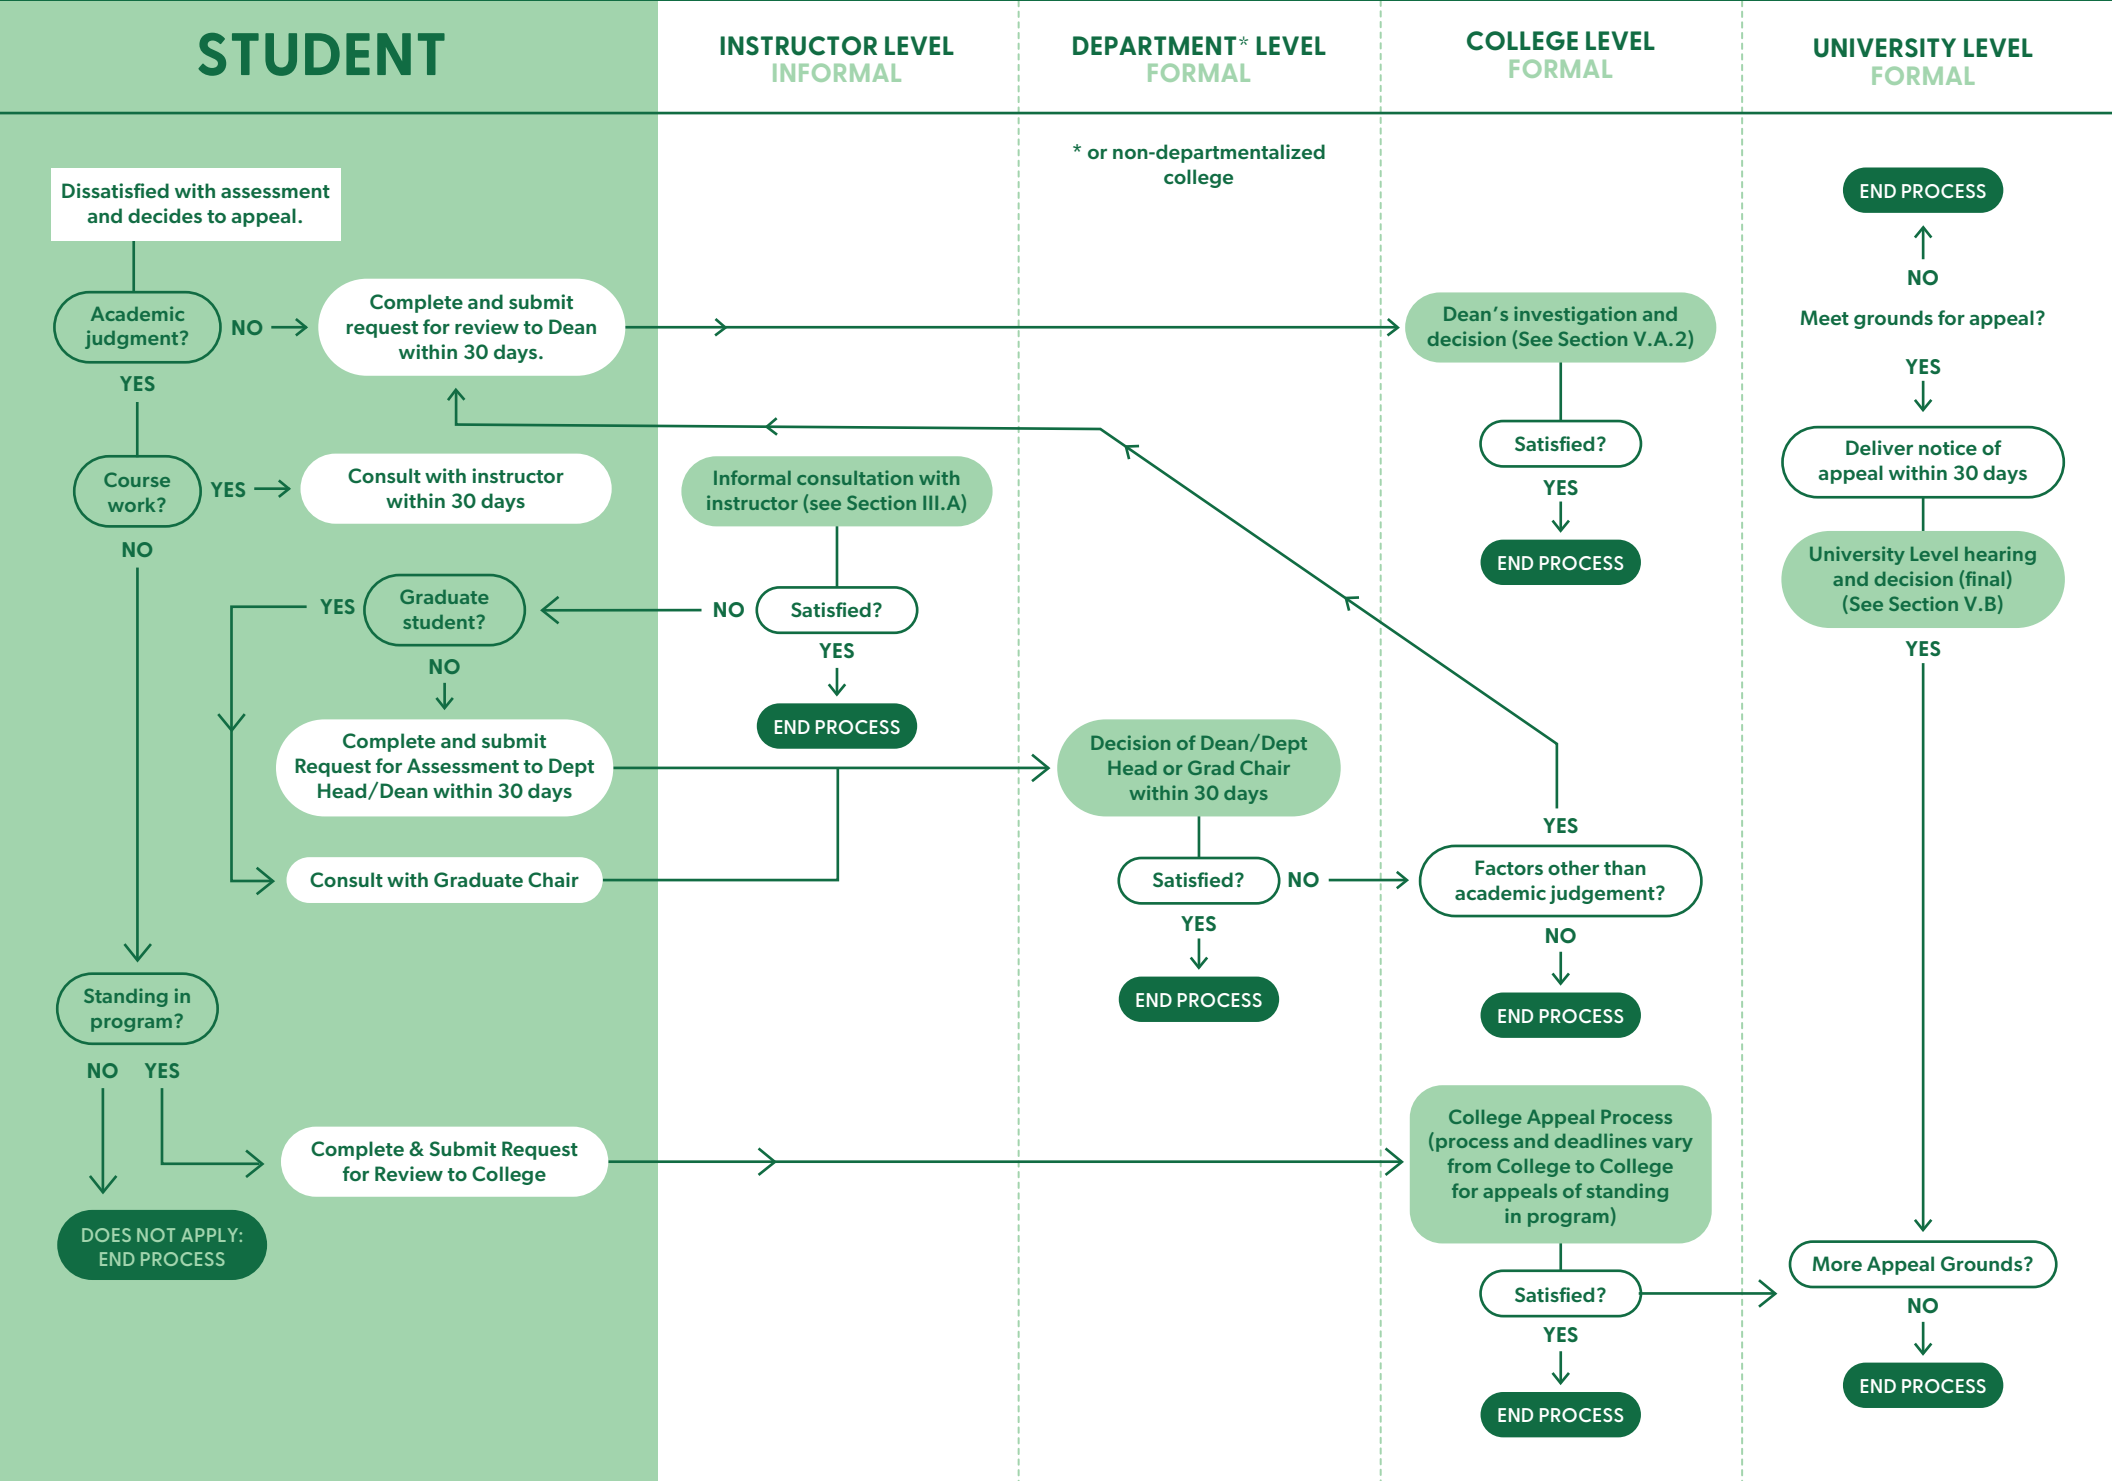 STUDENT
INSTRUCTOR LEVEL
INFORMAL
DEPARTMENT* LEVEL
FORMAL
COLLEGE LEVEL
FORMAL
UNIVERSITY LEVEL
FORMAL
* or non-departmentalized
college
Dissatisfied with assessment
and decides to appeal.
Academic
judgment?
NO
Complete and submit
request for review to Dean
within 30 days.
YES
Course
work?
YES
Consult with instructor
within 30 days
NO
YES
Graduate
student?
NO
Complete and submit
Request for Assessment to Dept
Head/Dean within 30 days
Consult with Graduate Chair
Standing in
program?
NO
YES
Complete & Submit Request
for Review to College
DOES NOT APPLY:
END PROCESS
Informal consultation with
instructor (see Section III.A)
NO
Satisfied?
YES
END PROCESS
Decision of Dean/Dept
Head or Grad Chair
within 30 days
Satisfied?
NO
YES
END PROCESS
Dean's investigation and
decision (See Section V.A.2)
Satisfied?
YES
END PROCESS
YES
Factors other than
academic judgement?
NO
END PROCESS
College Appeal Process
(process and deadlines vary
from College to College
for appeals of standing
in program)
Satisfied?
YES
END PROCESS
END PROCESS
NO
Meet grounds for appeal?
YES
Deliver notice of
appeal within 30 days
University Level hearing
and decision (final)
(See Section V.B)
YES
More Appeal Grounds?
NO
END PROCESS